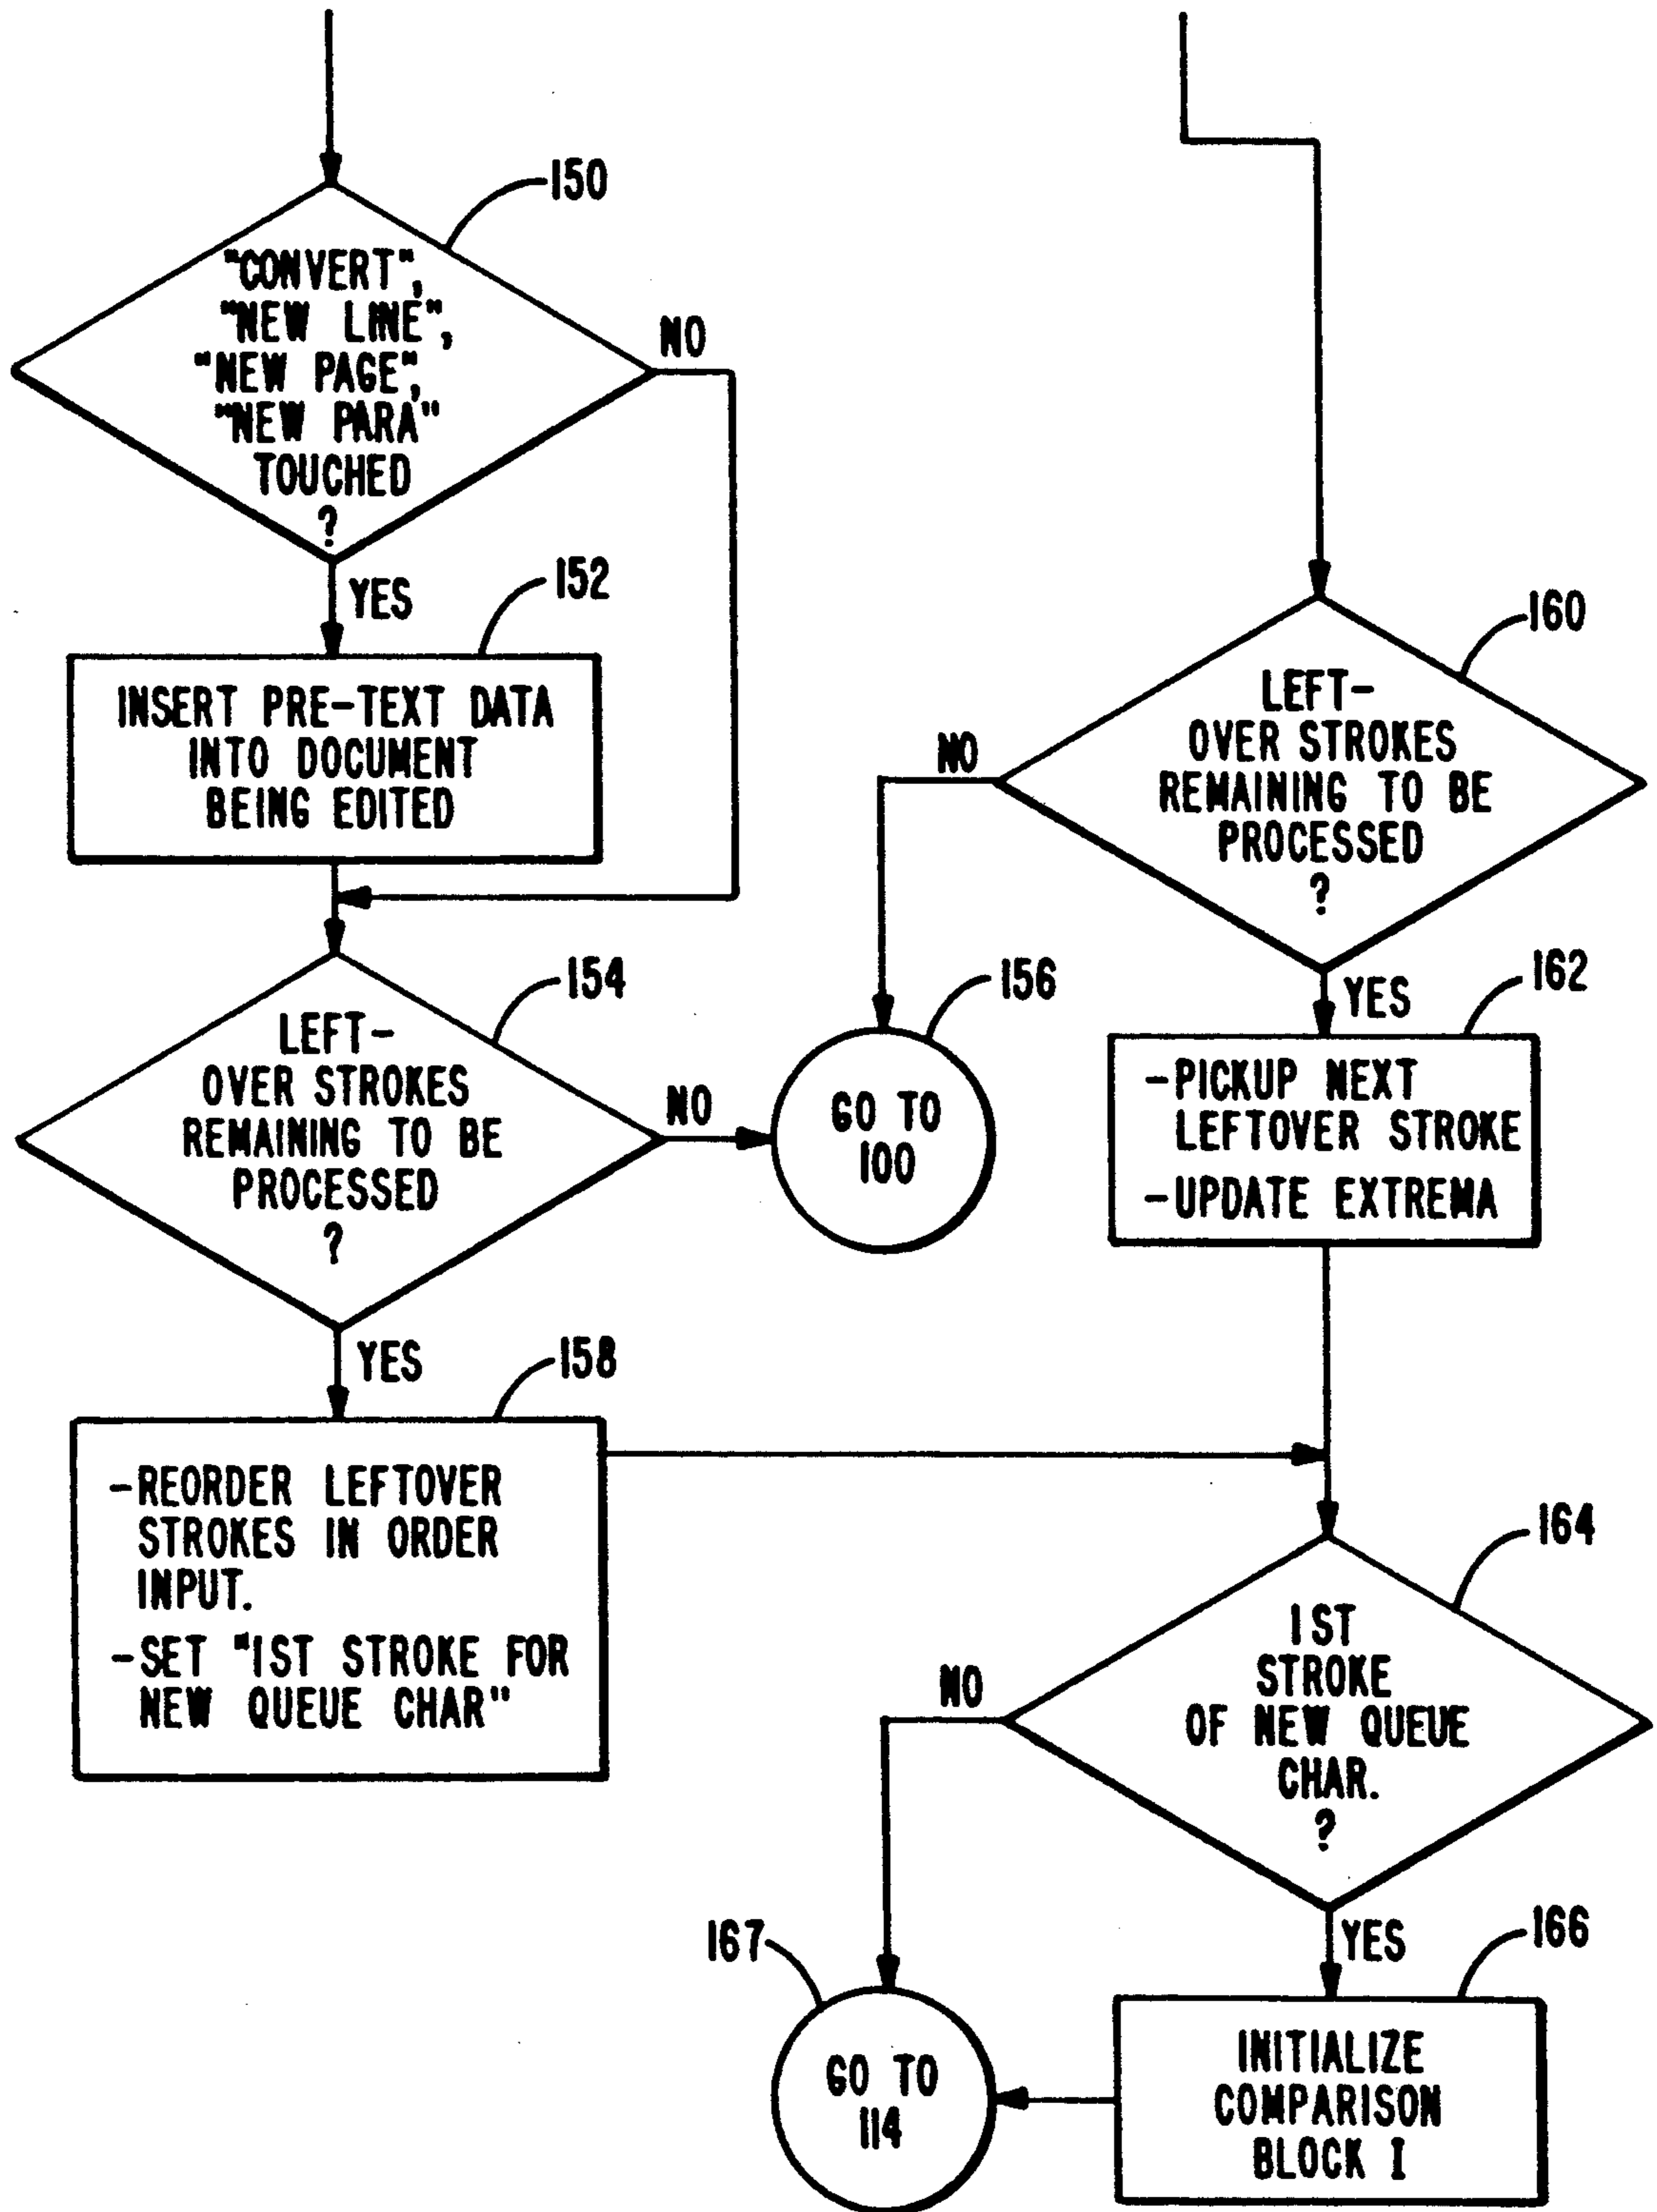 150
"CONVERT",
"NEW LINE",
"NEW PAGE",
"NEW PARA"
TOUCHED
?
NO
YES
152
INSERT PRE-TEXT DATA
INTO DOCUMENT
BEING EDITED
154
LEFT-
OVER STROKES
REMAINING TO BE
PROCESSED
?
NO
YES
156
GO TO
100
158
-REORDER LEFTOVER
STROKES IN ORDER
INPUT.
-SET "1ST STROKE FOR
NEW QUEUE CHAR"
160
LEFT-
OVER STROKES
REMAINING TO BE
PROCESSED
?
NO
YES
162
-PICKUP NEXT
LEFTOVER STROKE
-UPDATE EXTREMA
164
1ST
STROKE
OF NEW QUEUE
CHAR.
?
NO
YES
166
INITIALIZE
COMPARISON
BLOCK I
167
GO TO
114